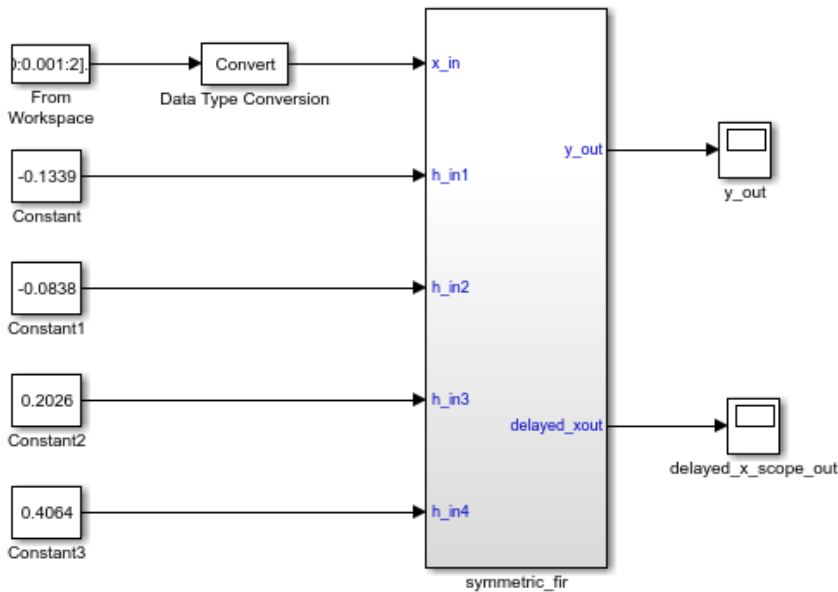 0:0.001:2].
From
Workspace
Convert
Data Type Conversion
x_in
-0.1339
Constant
h_in1
-0.0838
Constant1
h_in2
0.2026
Constant2
h_in3
0.4064
Constant3
h_in4
y_out
delayed_xout
symmetric_fir
y_out
delayed_x_scope_out